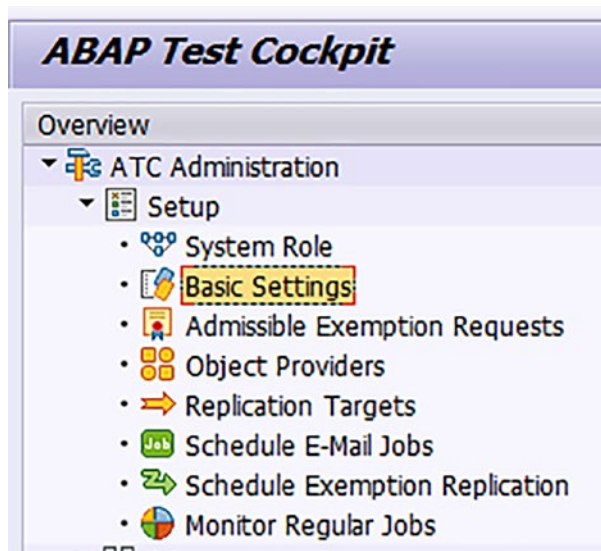 ABAP Test Cockpit
Overview
ATC Administration
Setup
System Role
Basic Settings
Admissible Exemption Requests
Object Providers
Replication Targets
Job Schedule E-Mail Jobs
Schedule Exemption Replication
Monitor Regular Jobs